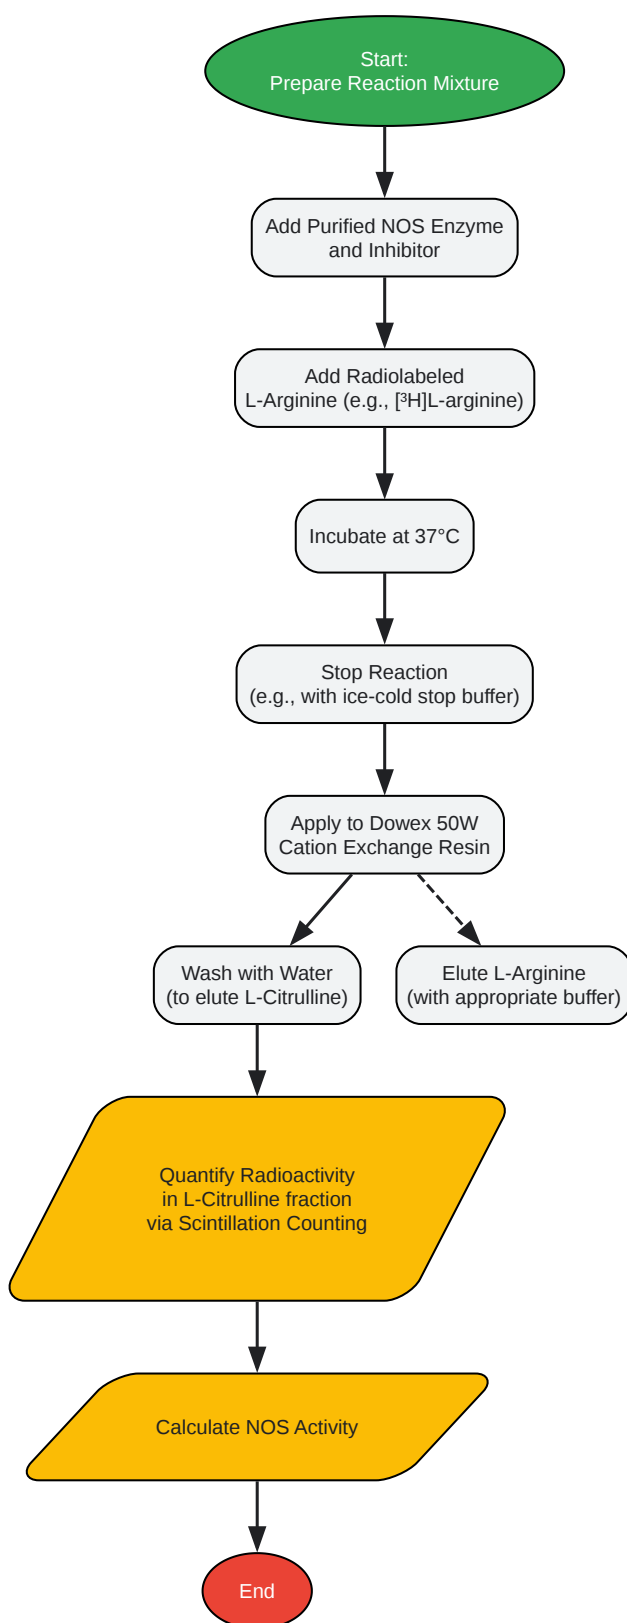 Start:
Prepare Reaction Mixture
Add Purified NOS Enzyme
and Inhibitor
Add Radiolabeled
L-Arginine (e.g., [³H]L-arginine)
Incubate at 37°C
Stop Reaction
(e.g., with ice-cold stop buffer)
Apply to Dowex 50W
Cation Exchange Resin
Wash with Water
(to elute L-Citrulline)
Elute L-Arginine
(with appropriate buffer)
Quantify Radioactivity
in L-Citrulline fraction
via Scintillation Counting
Calculate NOS Activity
End